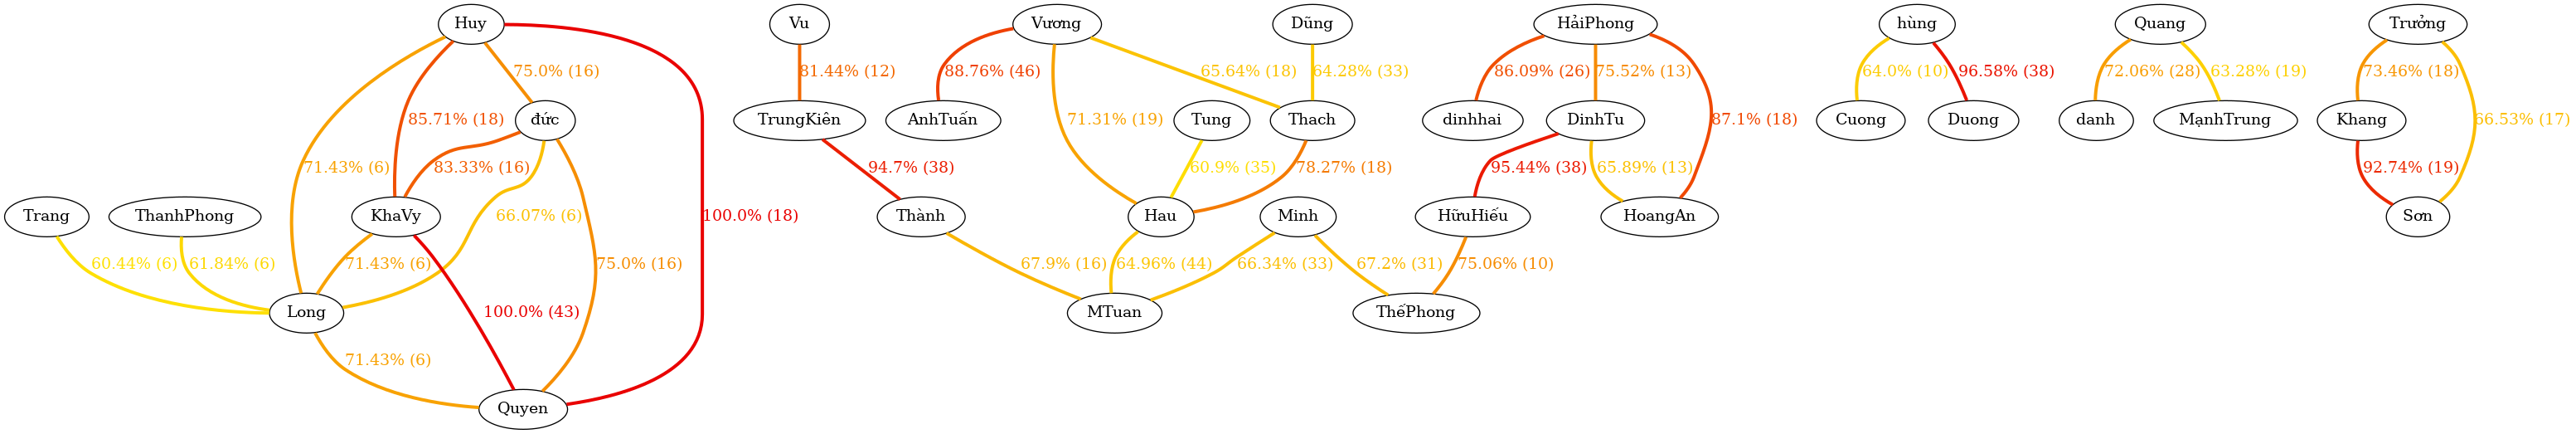 Huy Vu Vương Dũng HảiPhong hùng Quang Trưởng
75.0% (16) 81.44% (12) 88.76% (46) 65.64% (18) 64.28% (33) 86.09% (26) 75.52% (13) 64.0% (10) 96.58% (38) 72.06% (28) 63.28% (19) 73.46% (18)
85.71% (18) đức TrungKiên AnhTuấn 71.31% (19) Tung Thach dinhhai DinhTu 87.1% (18) Cuong Duong danh MạnhTrung Khang 66.53% (17)
71.43% (6) 83.33% (16) 94.7% (38) 60.9% (35) 78.27% (18) 95.44% (38) 65.89% (13) 92.74% (19)
Trang ThanhPhong KhaVy 66.07% (6) 100.0% (18) Thành Hau Minh HữuHiếu HoangAn Sơn
60.44% (6) 61.84% (6) 71.43% (6) 75.0% (16) 67.9% (16) 64.96% (44) 66.34% (33) 67.2% (31) 75.06% (10)
Long 100.0% (43) MTuan ThếPhong
71.43% (6)
Quyen